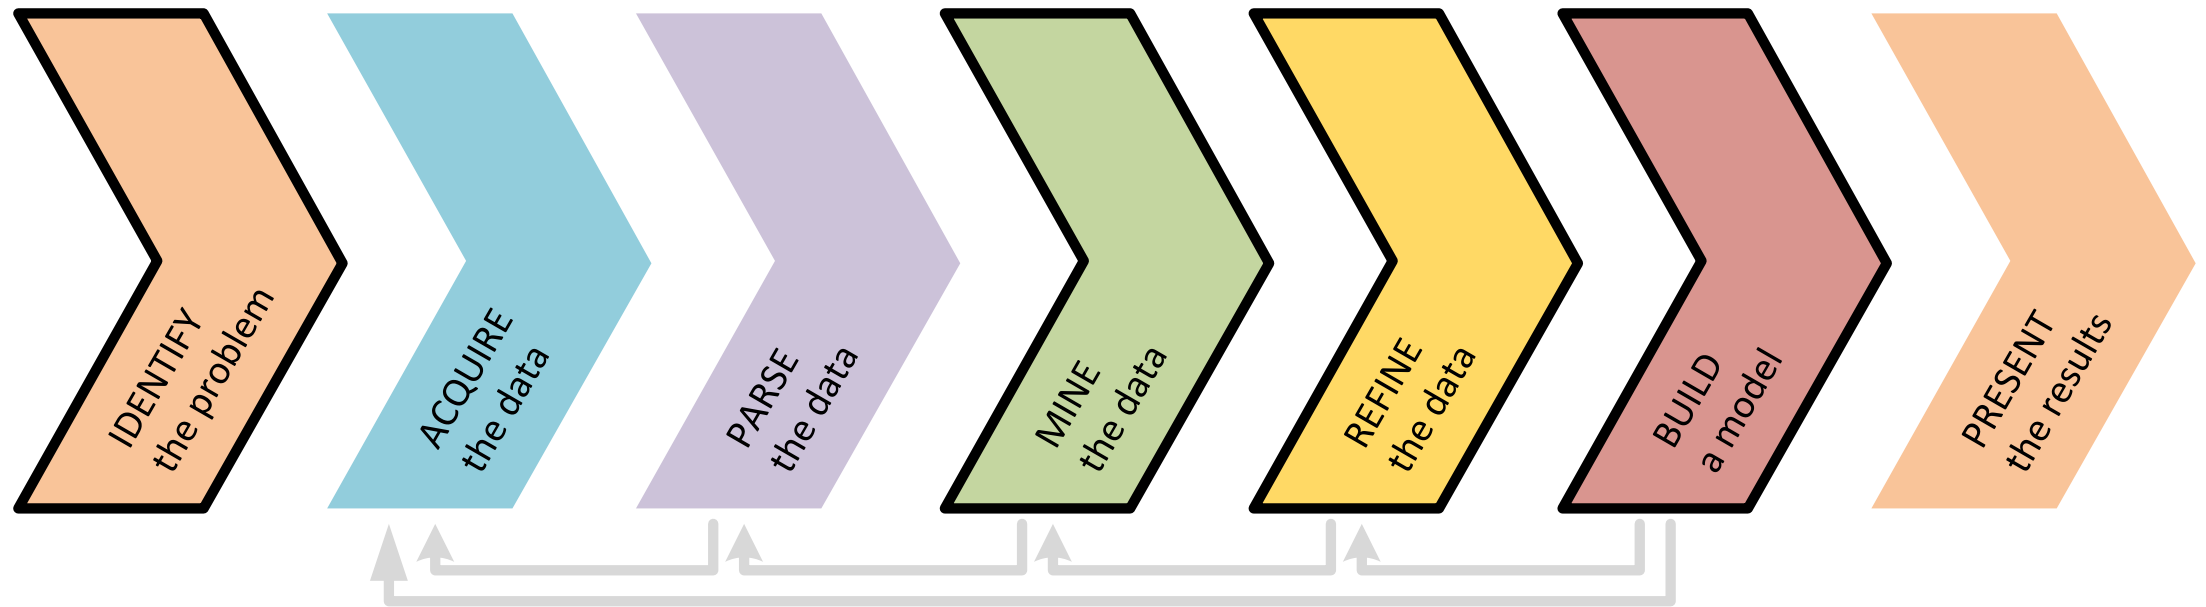 IDENTIFY
the problem
ACQUIRE
the data
PARSE
the data
MINE
the data
REFINE
the data
BUILD
a model
PRESENT
the results